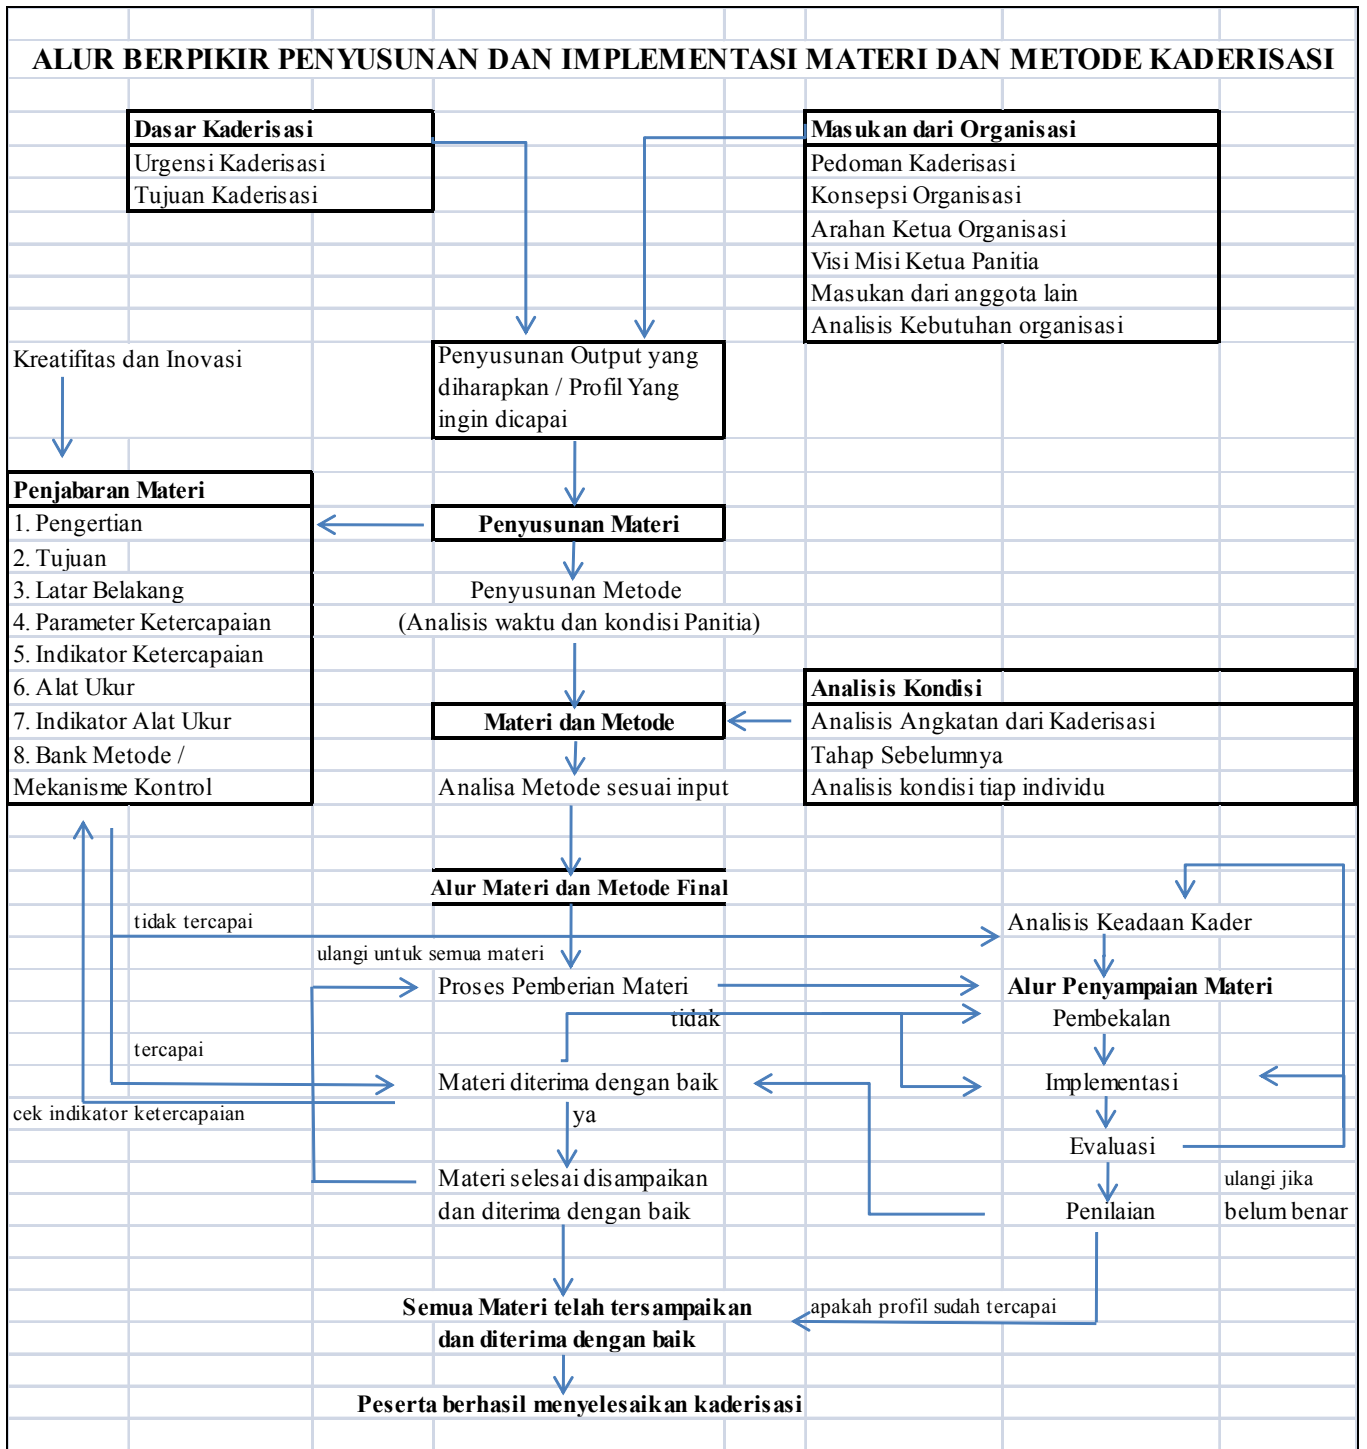 ALUR BERPIKIR PENYUSUNAN DAN IMPLEMENTASI MATERI DAN METODE KADERISASI
Dasar Kaderisasi
Urgensi Kaderisasi
Tujuan Kaderisasi
Masukan dari Organisasi
Pedoman Kaderisasi
Konsepsi Organisasi
Arahan Ketua Organisasi
Visi Misi Ketua Panitia
Masukan dari anggota lain
Analisis Kebutuhan organisasi
Kreatifitas dan Inovasi
Penyusunan Output yang
diharapkan / Profil Yang
ingin dicapai
Penjabaran Materi
1. Pengertian
2. Tujuan
3. Latar Belakang
4. Parameter Ketercapaian
5. Indikator Ketercapaian
6. Alat Ukur
7. Indikator Alat Ukur
8. Bank Metode /
Mekanisme Kontrol
Penyusunan Materi
Penyusunan Metode
(Analisis waktu dan kondisi Panitia)
Materi dan Metode
Analisa Metode sesuai input
Analisis Kondisi
Analisis Angkatan dari Kaderisasi
Tahap Sebelumnya
Analisis kondisi tiap individu
Alur Materi dan Metode Final
tidak tercapai
Analisis Keadaan Kader
ulangi untuk semua materi
Proses Pemberian Materi
Alur Penyampaian Materi
tidak
Pembekalan
tercapai
Materi diterima dengan baik
Implementasi
cek indikator ketercapaian
ya
Evaluasi
Materi selesai disampaikan
dan diterima dengan baik
Penilaian
ulangi jika
belum benar
Semua Materi telah tersampaikan
dan diterima dengan baik
apakah profil sudah tercapai
Peserta berhasil menyelesaikan kaderisasi